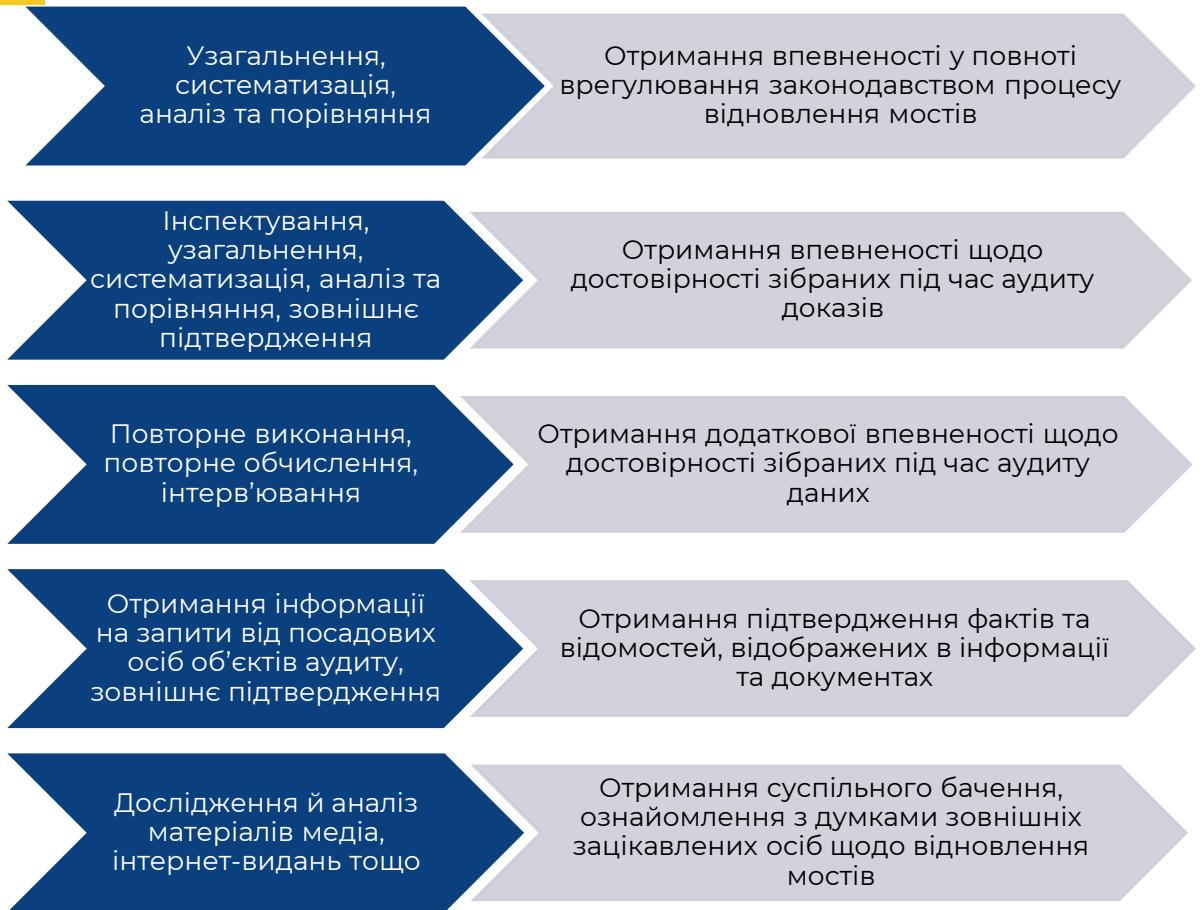 Узагальнення,
систематизація,
аналіз та порівняння
Отримання впевненості у повноті
врегулювання законодавством процесу
відновлення мостів
Інспектування,
узагальнення,
систематизація, аналіз та
порівняння, зовнішнє
підтвердження
Отримання впевненості щодо
достовірності зібраних під час аудиту
доказів
Повторне виконання,
повторне обчислення,
інтерв’ювання
Отримання додаткової впевненості щодо
достовірності зібраних під час аудиту
даних
Отримання інформації
на запити від посадових
осіб об’єктів аудиту,
зовнішнє підтвердження
Отримання підтвердження фактів та
відомостей, відображених в інформації
та документах
Дослідження й аналіз
матеріалів медіа,
інтернет-видань тощо
Отримання суспільного бачення,
ознайомлення з думками зовнішніх
зацікавлених осіб щодо відновлення
мостів